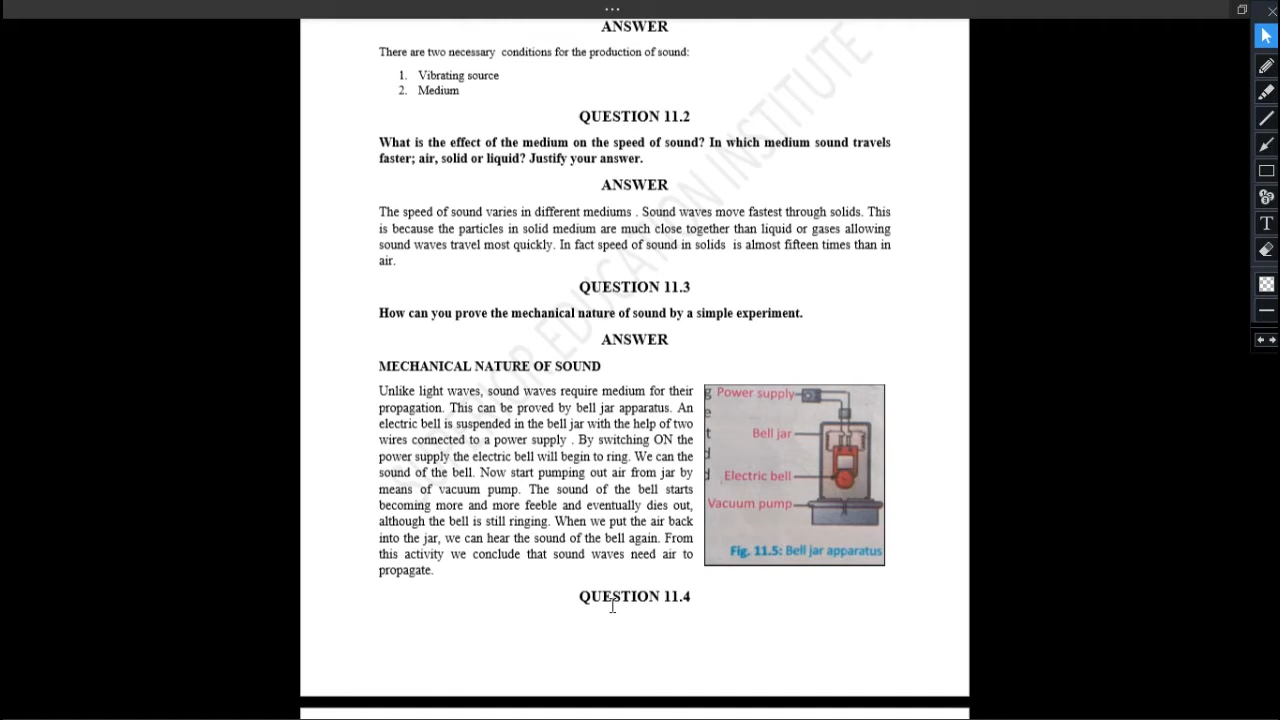 ANSWER
There are two necessary conditions for the production of sound:
1. Vibrating source
2. Medium
QUESTION 11.2
What is the effect of the medium on the speed of sound? In which medium sound travels
faster; air, solid or liquid? Justify your answer.
ANSWER
The speed of sound varies in different mediums . Sound waves move fastest through solids. This
is because the particles in solid medium are much close together than liquid or gases allowing
sound waves travel most quickly. In fact speed of sound in solids is almost fifteen times than in
air.
QUESTION 11.3
How can you prove the mechanical nature of sound by a simple experiment.
ANSWER
MECHANICAL NATURE OF SOUND
Unlike light waves, sound waves require medium for their
propagation. This can be proved by bell jar apparatus. An
electric bell is suspended in the bell jar with the help of two
wires connected to a power supply . By switching ON the
power supply the electric bell will begin to ring. We can the
sound of the bell. Now start pumping out air from jar by
means of vacuum pump. The sound of the bell starts
becoming more and more feeble and eventually dies out,
although the bell is still ringing. When we put the air back
into the jar, we can hear the sound of the bell again. From
this activity we conclude that sound waves need air to
propagate.
g Power supply
e
t Bell jar
d
d Electric bell
Vacuum pump
Fig. 11.5: Bell jar apparatus
QUESTION 11.4
EDUCATION INSTITUTE